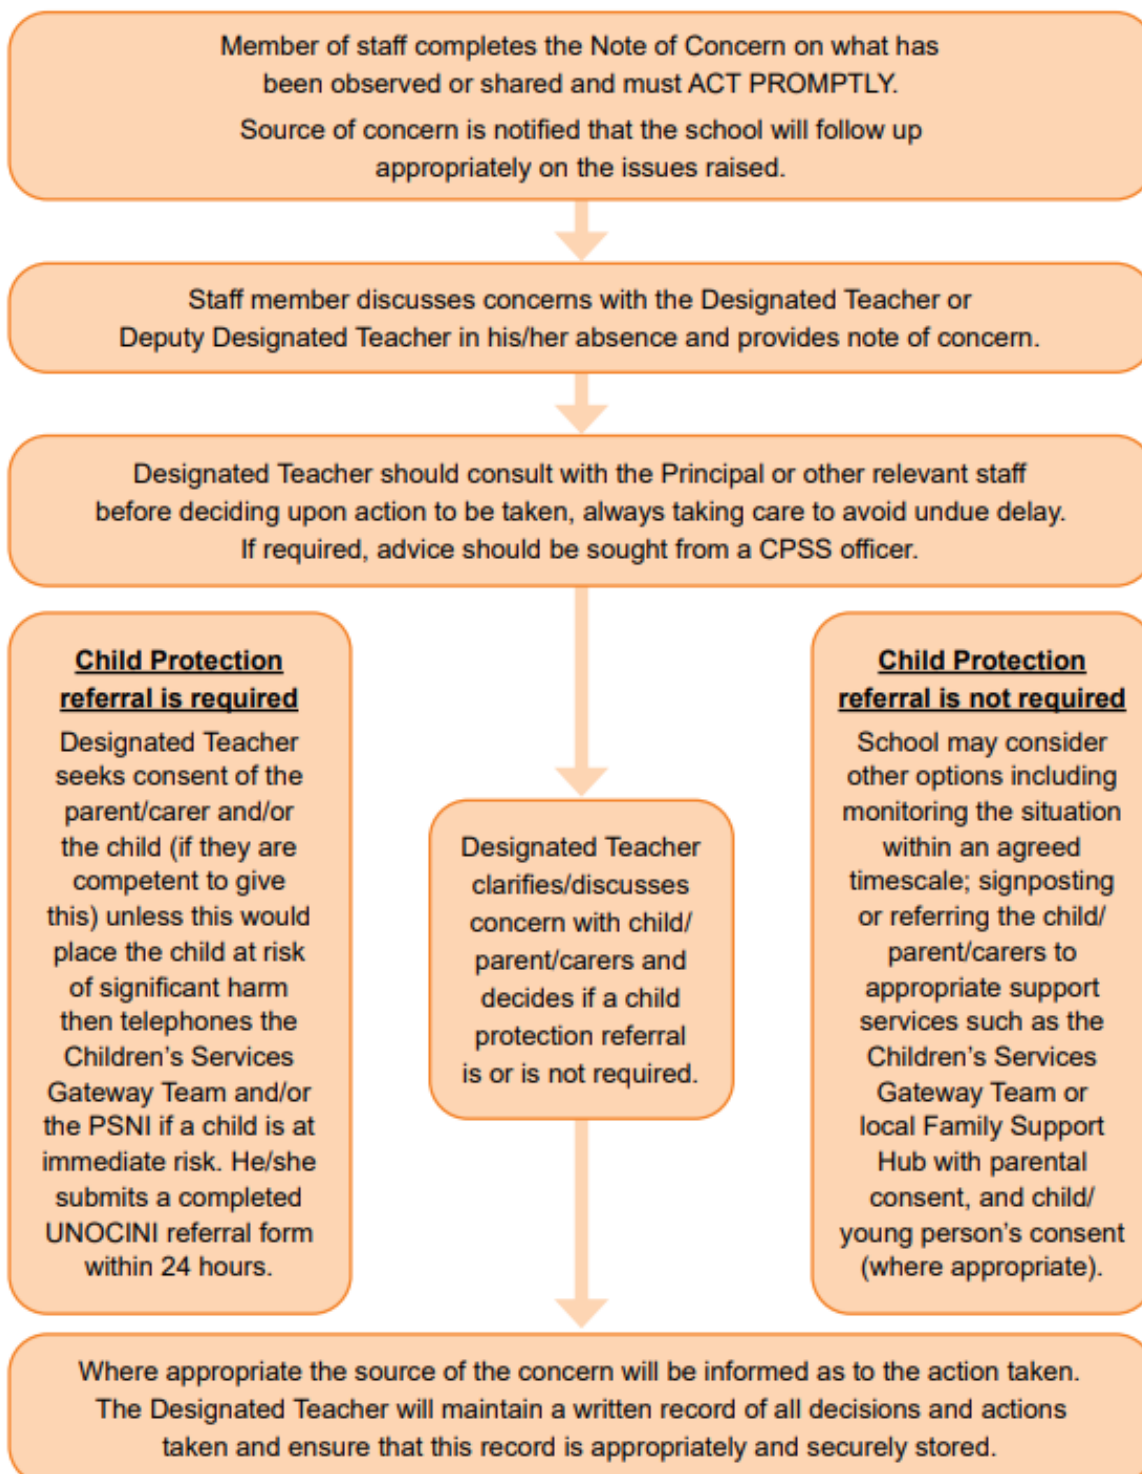 Member of staff completes the Note of Concern on what has
been observed or shared and must ACT PROMPTLY.
Source of concern is notified that the school will follow up
appropriately on the issues raised.
Staff member discusses concerns with the Designated Teacher or
Deputy Designated Teacher in his/her absence and provides note of concern.
Designated Teacher should consult with the Principal or other relevant staff
before deciding upon action to be taken, always taking care to avoid undue delay.
If required, advice should be sought from a CPSS officer.
Child Protection
referral is required
Designated Teacher
seeks consent of the
parent/carer and/or
the child (if they are
competent to give
this) unless this would
place the child at risk
of significant harm
then telephones the
Children's Services
Gateway Team and/or
the PSNI if a child is at
immediate risk. He/she
submits a completed
UNOCINI referral form
within 24 hours.
Designated Teacher
clarifies/discusses
concern with child/
parent/carers and
decides if a child
protection referral
is or is not required.
Child Protection
referral is not required
School may consider
other options including
monitoring the situation
within an agreed
timescale; signposting
or referring the child/
parent/carers to
appropriate support
services such as the
Children's Services
Gateway Team or
local Family Support
Hub with parental
consent, and child/
young person's consent
(where appropriate).
Where appropriate the source of the concern will be informed as to the action taken.
The Designated Teacher will maintain a written record of all decisions and actions
taken and ensure that this record is appropriately and securely stored.